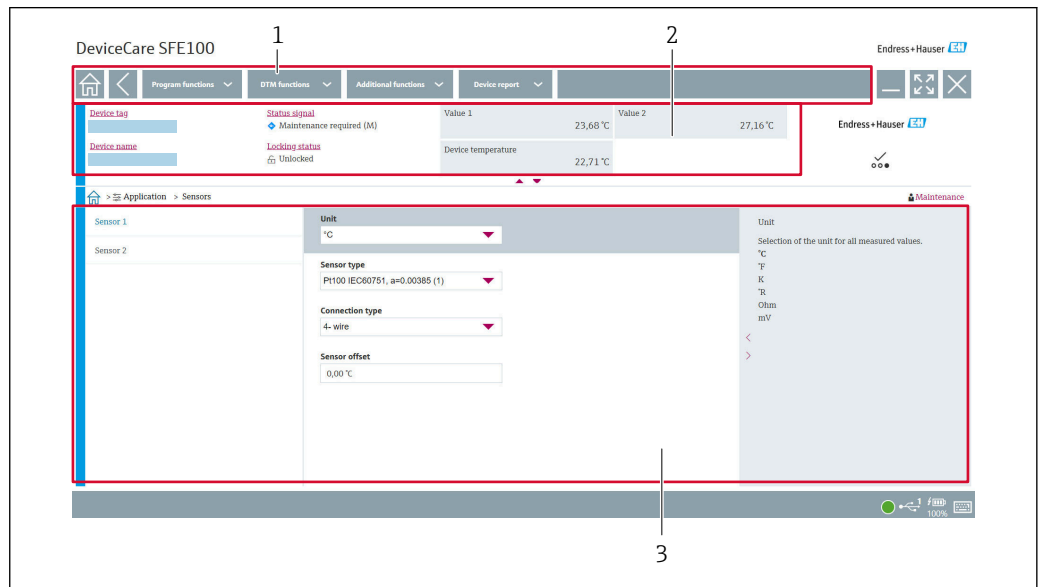 1
2
DeviceCare SFE100
Endress+Hauser EH
Program functions
DTM functions
Additional functions
Device report
Device tag
Status signal
Maintenance required (M)
Value 1
23,68 °C
Value 2
27,16 °C
Endress+Hauser EH
Device name
Locking status
Unlocked
Device temperature
22,71 °C
> Application > Sensors
Maintenance
Sensor 1
Sensor 2
Unit
°C
Sensor type
Pt100 IEC60751, a=0.00385 (1)
Connection type
4- wire
Sensor offset
0,00 °C
Unit
Selection of the unit for all measured values.
°C
°F
K
°R
Ohm
mV
<
>
1
100%
3